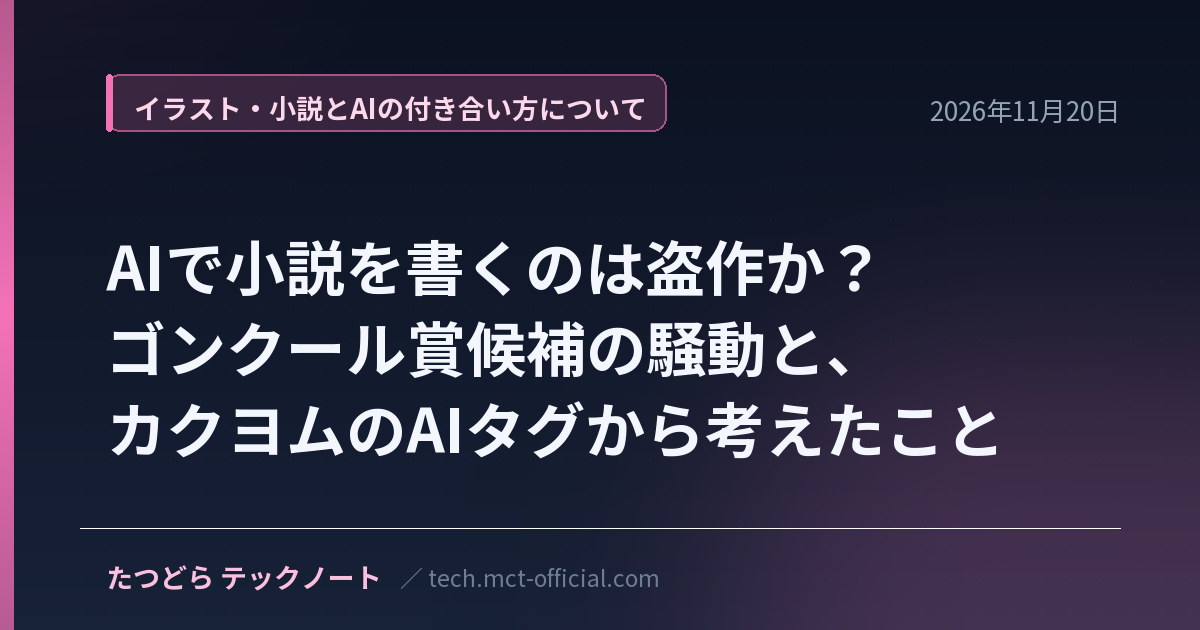 イラスト・小説とAIの付き合い方について
2026年11月20日
AIで小説を書くのは盗作か？
ゴンクール賞候補の騒動と、
カクヨムのAIタグから考えたこと
たつどら テックノート ／ tech.mct-official.com